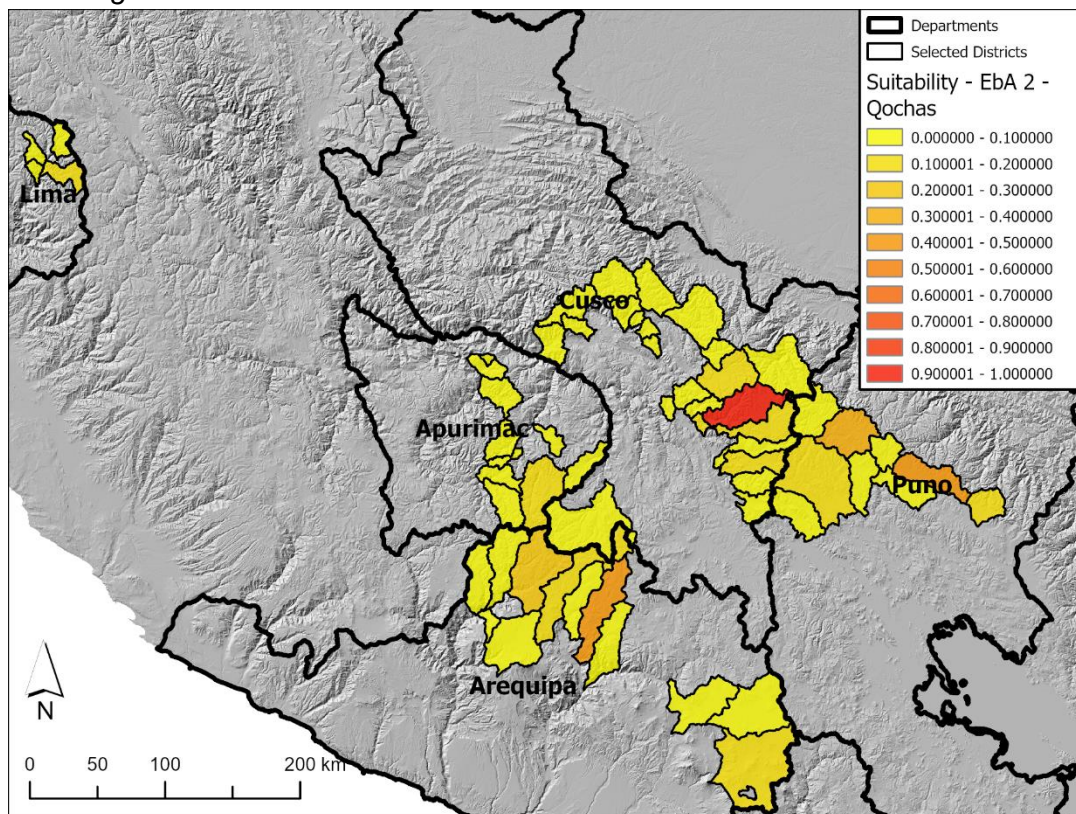 Departments
Selected Districts
Suitability - EbA 2 -
Qochas
0.000000 - 0.100000
0.100001 - 0.200000
0.200001 - 0.300000
0.300001 - 0.400000
0.400001 - 0.500000
0.500001 - 0.600000
0.600001 - 0.700000
0.700001 - 0.800000
0.800001 - 0.900000
0.900001 - 1.000000
Lima
Cusco
Apurimac
Puno
Arequipa
N
0 50 100 200 km